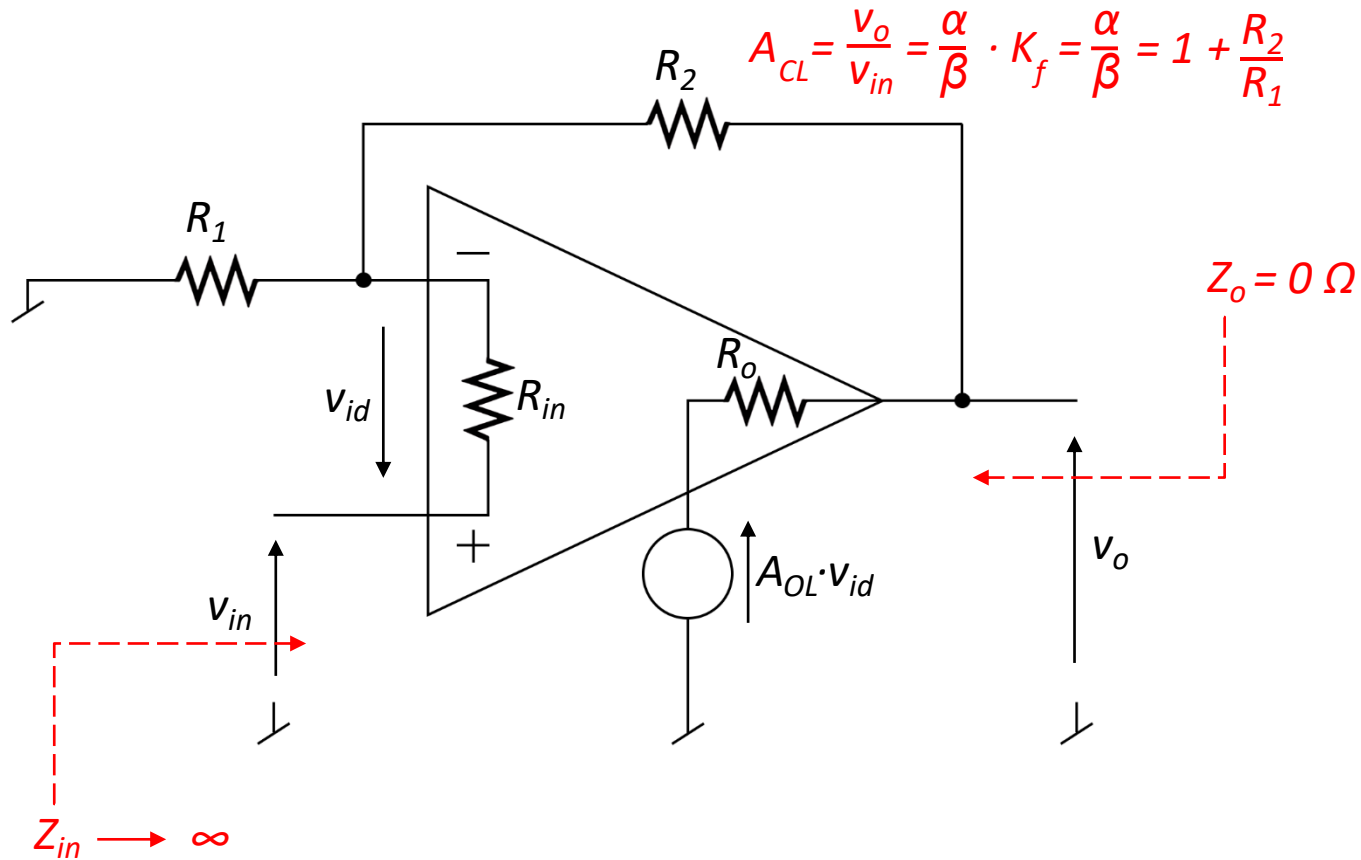 A_CL = v_o/v_in = α/β · K_f = α/β = 1 + R_2/R_1
R_2
R_1
−
Z_o = 0 Ω
R_o
v_id
R_in
+
A_OL·v_id
v_o
v_in
Z_in ⟶ ∞